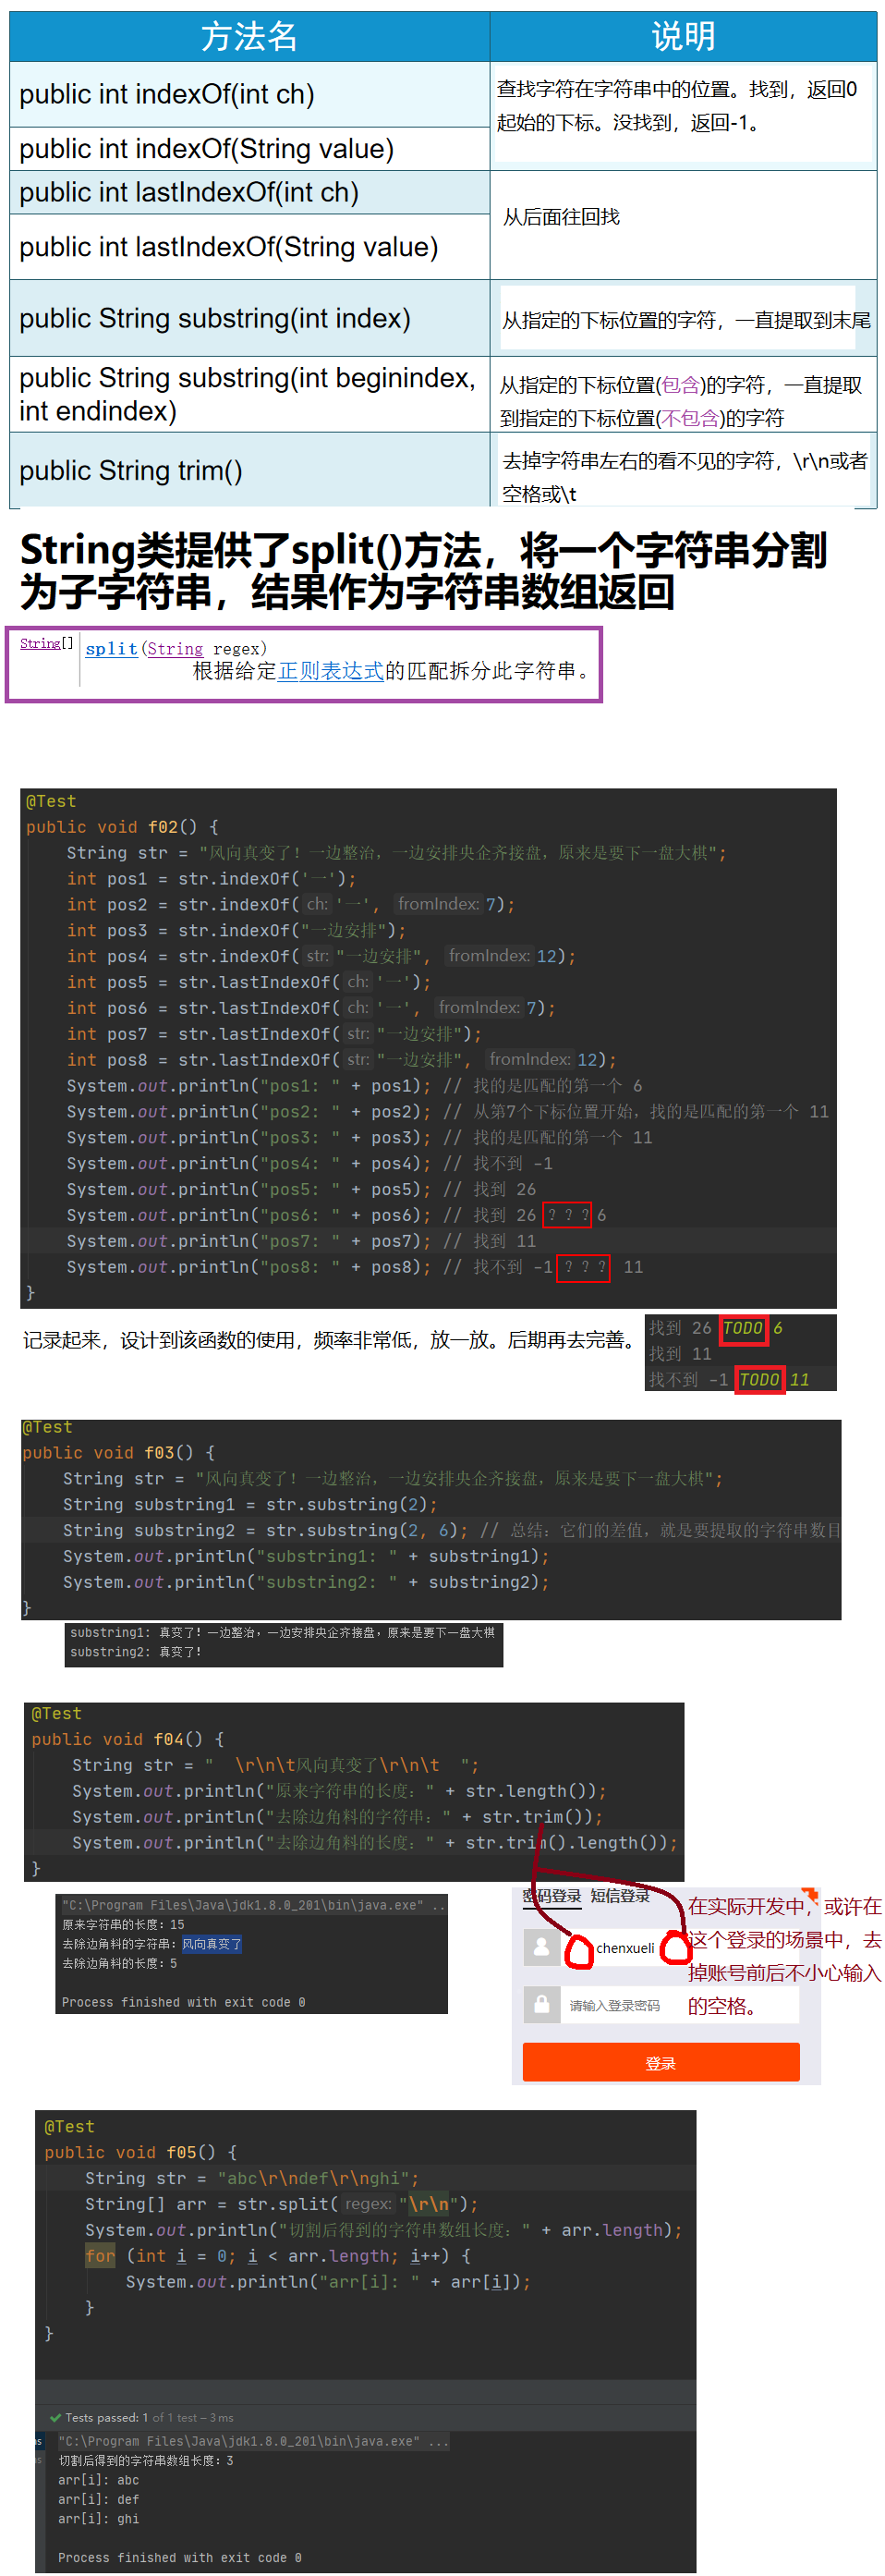 方法名 说明
public int indexOf(int ch)
查找字符在字符串中的位置。找到，返回0
起始的下标。没找到，返回-1。
public int indexOf(String value)
public int lastIndexOf(int ch)
从后面往回找
public int lastIndexOf(String value)
public String substring(int index)
从指定的下标位置的字符，一直提取到末尾
public String substring(int beginindex,
int endindex)
从指定的下标位置(包含)的字符，一直提取
到指定的下标位置(不包含)的字符
public String trim()
去掉字符串左右的看不见的字符，\r\n或者
空格或\t
String类提供了split()方法，将一个字符串分割
为子字符串，结果作为字符串数组返回
String[] split(String regex)
根据给定正则表达式的匹配拆分此字符串。
@Test
public void f02() {
String str = "风向真变了！一边整治，一边安排央企齐接盘，原来是要下一盘大棋";
int pos1 = str.indexOf('一');
int pos2 = str.indexOf( ch: '一', fromIndex: 7);
int pos3 = str.indexOf("一边安排");
int pos4 = str.indexOf( str: "一边安排", fromIndex: 12);
int pos5 = str.lastIndexOf( ch: '一');
int pos6 = str.lastIndexOf( ch: '一', fromIndex: 7);
int pos7 = str.lastIndexOf( str: "一边安排");
int pos8 = str.lastIndexOf( str: "一边安排", fromIndex: 12);
System.out.println("pos1: " + pos1); // 找的是匹配的第一个 6
System.out.println("pos2: " + pos2); // 从第7个下标位置开始，找的是匹配的第一个 11
System.out.println("pos3: " + pos3); // 找的是匹配的第一个 11
System.out.println("pos4: " + pos4); // 找不到 -1
System.out.println("pos5: " + pos5); // 找到 26
System.out.println("pos6: " + pos6); // 找到 26 ？？？ 6
System.out.println("pos7: " + pos7); // 找到 11
System.out.println("pos8: " + pos8); // 找不到 -1 ？？？ 11
}
记录起来，设计到该函数的使用，频率非常低，放一放。后期再去完善。
找到 26 TODO 6
找到 11
找不到 -1 TODO 11
@Test
public void f03() {
String str = "风向真变了！一边整治，一边安排央企齐接盘，原来是要下一盘大棋";
String substring1 = str.substring(2);
String substring2 = str.substring(2, 6); // 总结：它们的差值，就是要提取的字符串数目
System.out.println("substring1: " + substring1);
System.out.println("substring2: " + substring2);
}
substring1: 真变了！一边整治，一边安排央企齐接盘，原来是要下一盘大棋
substring2: 真变了！
@Test
public void f04() {
String str = "  \r\n\t风向真变了\r\n\t  ";
System.out.println("原来字符串的长度：" + str.length());
System.out.println("去除边角料的字符串：" + str.trim());
System.out.println("去除边角料的长度：" + str.trim().length());
}
"C:\Program Files\Java\jdk1.8.0_201\bin\java.exe" ..
原来字符串的长度：15
去除边角料的字符串：风向真变了
去除边角料的长度：5
Process finished with exit code 0
密码登录 短信登录
chenxueli
请输入登录密码
登录
在实际开发中，或许在
这个登录的场景中，去
掉账号前后不小心输入
的空格。
@Test
public void f05() {
String str = "abc\r\ndef\r\nghi";
String[] arr = str.split( regex: "\r\n");
System.out.println("切割后得到的字符串数组长度：" + arr.length);
for (int i = 0; i < arr.length; i++) {
System.out.println("arr[i]: " + arr[i]);
}
}
Tests passed: 1 of 1 test – 3 ms
"C:\Program Files\Java\jdk1.8.0_201\bin\java.exe" ...
切割后得到的字符串数组长度：3
arr[i]: abc
arr[i]: def
arr[i]: ghi
Process finished with exit code 0